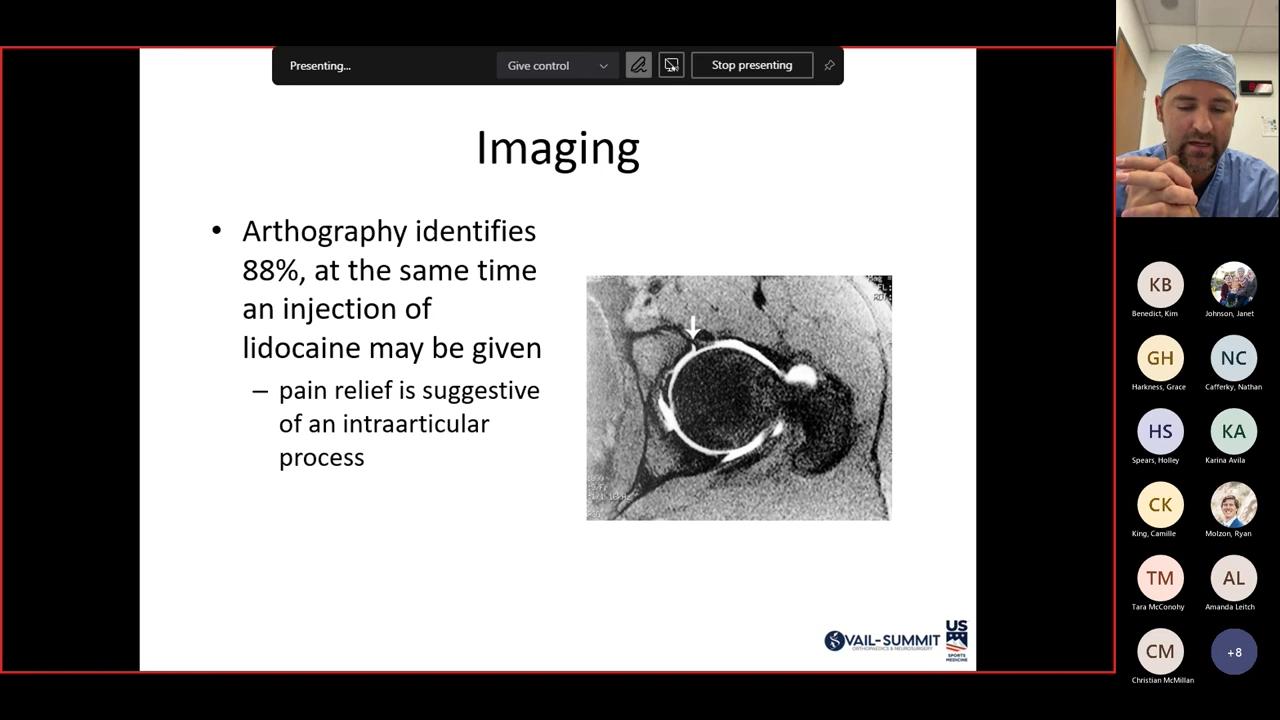 Presenting...
Give control
Stop presenting
Imaging
• Arthography identifies
88%, at the same time
an injection of
lidocaine may be given
– pain relief is suggestive
of an intraarticular
process
VAIL-SUMMIT
ORTHOPAEDICS & NEUROSURGERY
US
SPORTS
MEDICINE
KB
Benedict, Kim
Johnson, Janet
GH
Harkness, Grace
NC
Cafferky, Nathan
HS
Spears, Holley
KA
Karina Avila
CK
King, Camille
Molzon, Ryan
TM
Tara McConohy
AL
Amanda Leitch
CM
Christian McMillan
+8